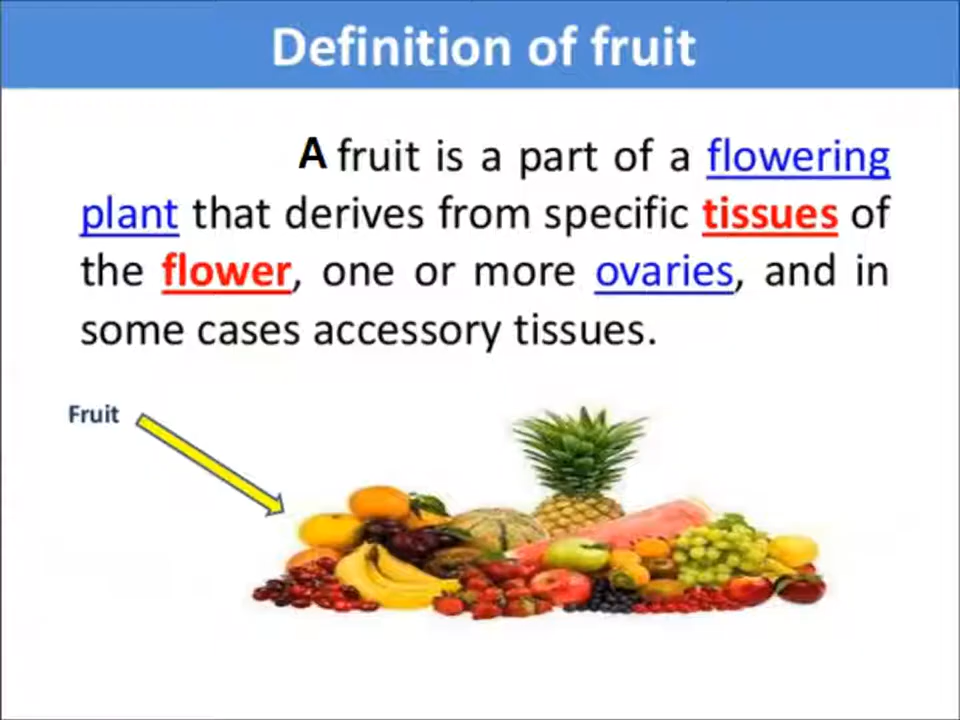 Definition of fruit
A fruit is a part of a flowering
plant that derives from specific tissues of
the flower, one or more ovaries, and in
some cases accessory tissues.
Fruit